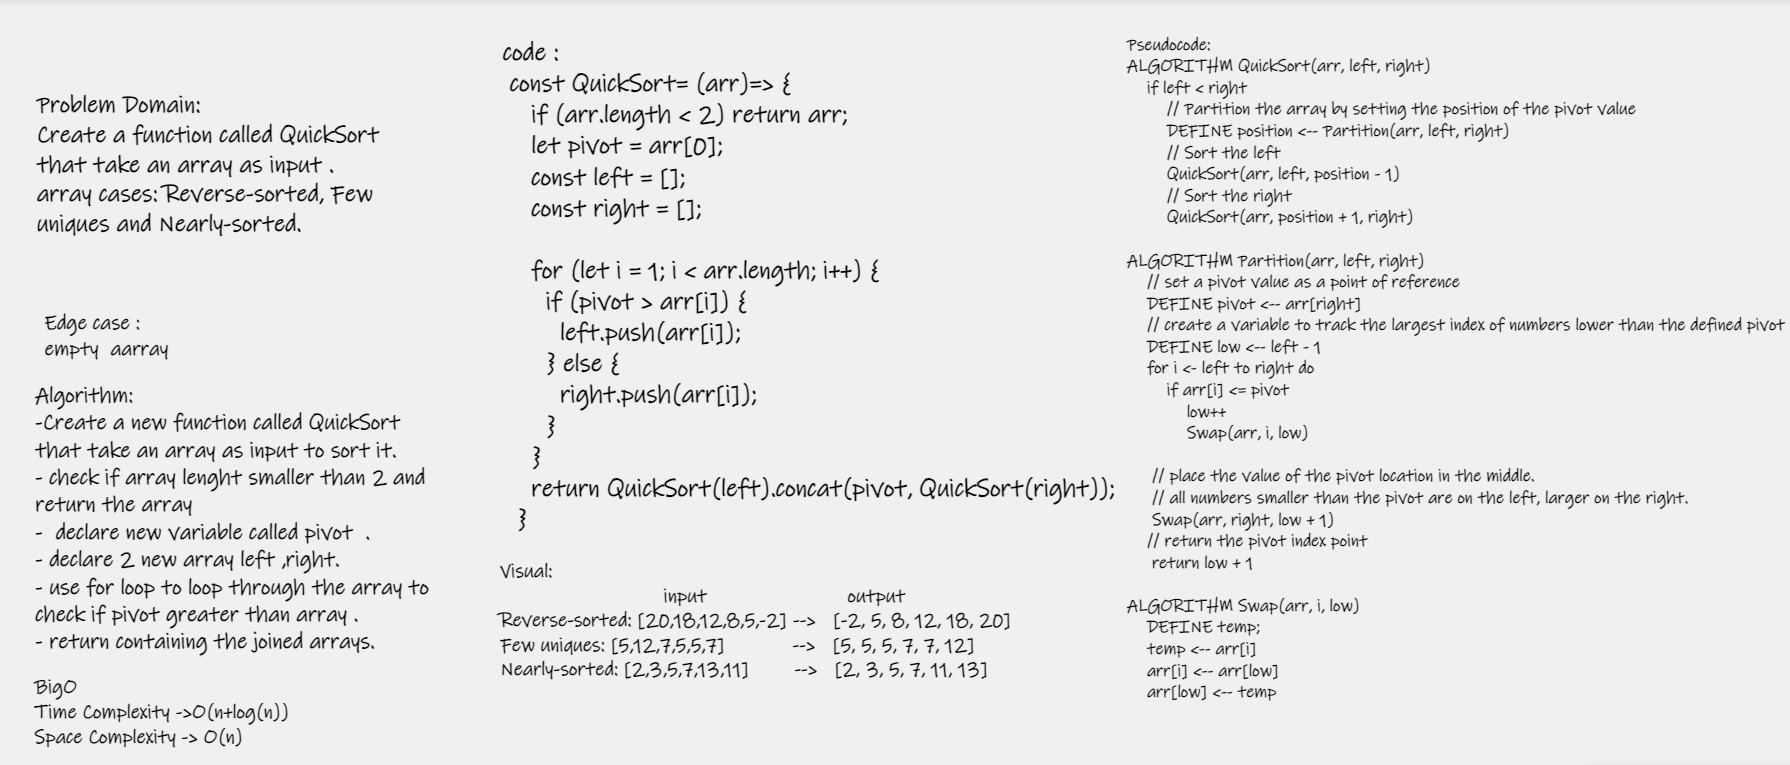 Problem Domain:
Create a function called QuickSort
that take an array as input .
array cases: Reverse-sorted, Few
uniques and Nearly-sorted.
Edge case :
empty  aarray
Algorithm:
-Create a new function called QuickSort
that take an array as input to sort it.
- check if array lenght smaller than 2 and
return the array
-  declare new variable called pivot  .
- declare 2 new array left ,right.
- use for loop to loop through the array to
check if pivot greater than array .
- return containing the joined arrays.
BigO
Time Complexity ->O(n+log(n))
Space Complexity -> O(n)
code :
const QuickSort= (arr)=> {
if (arr.length < 2) return arr;
let pivot = arr[0];
const left = [];
const right = [];
for (let i = 1; i < arr.length; i++) {
if (pivot > arr[i]) {
left.push(arr[i]);
} else {
right.push(arr[i]);
}
}
return QuickSort(left).concat(pivot, QuickSort(right));
}
Visual:
input output
Reverse-sorted: [20,18,12,8,5,-2] --> [-2, 5, 8, 12, 18, 20]
Few uniques: [5,12,7,5,5,7] --> [5, 5, 5, 7, 7, 12]
Nearly-sorted: [2,3,5,7,13,11] --> [2, 3, 5, 7, 11, 13]
Pseudocode:
ALGORITHM QuickSort(arr, left, right)
if left < right
// Partition the array by setting the position of the pivot value
DEFINE position <-- Partition(arr, left, right)
// Sort the left
QuickSort(arr, left, position - 1)
// Sort the right
QuickSort(arr, position + 1, right)
ALGORITHM Partition(arr, left, right)
// set a pivot value as a point of reference
DEFINE pivot <-- arr[right]
// create a variable to track the largest index of numbers lower than the defined pivot
DEFINE low <-- left - 1
for i <- left to right do
if arr[i] <= pivot
low++
Swap(arr, i, low)
// place the value of the pivot location in the middle.
// all numbers smaller than the pivot are on the left, larger on the right.
Swap(arr, right, low + 1)
// return the pivot index point
return low + 1
ALGORITHM Swap(arr, i, low)
DEFINE temp;
temp <-- arr[i]
arr[i] <-- arr[low]
arr[low] <-- temp